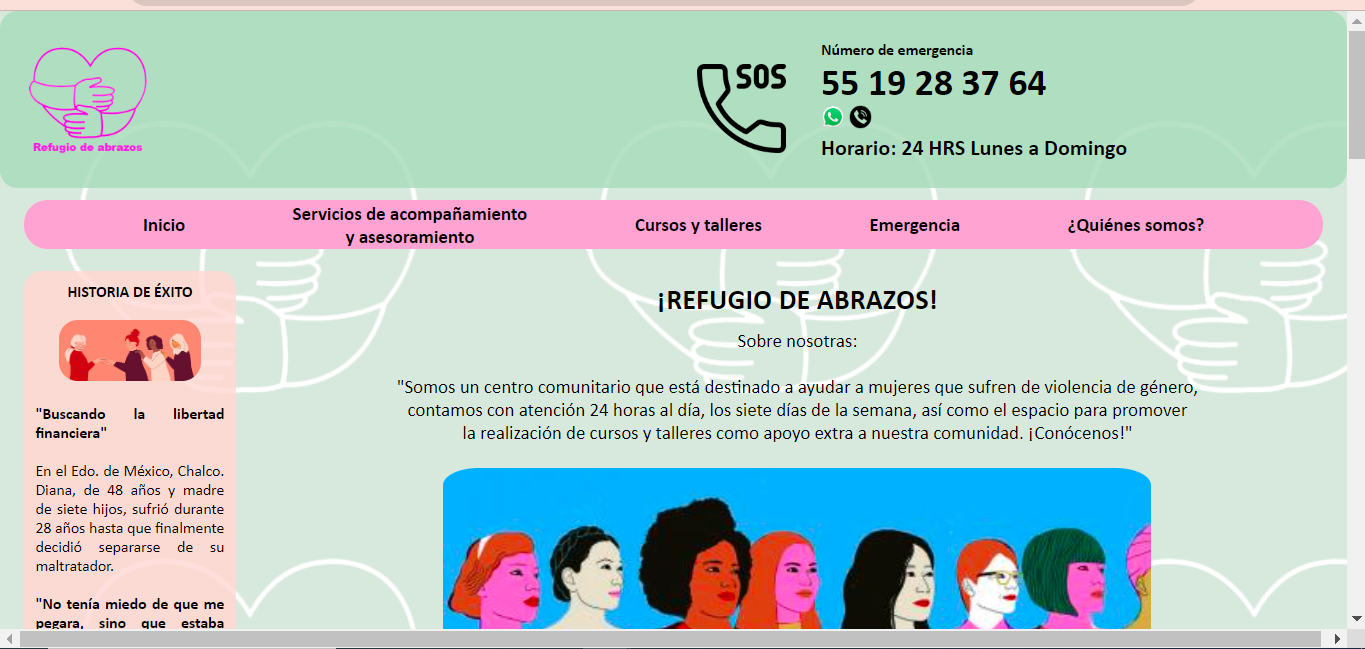 Refugio de abrazos
SOS
Número de emergencia
55 19 28 37 64
Horario: 24 HRS Lunes a Domingo
Inicio
Servicios de acompañamiento
y asesoramiento
Cursos y talleres
Emergencia
¿Quiénes somos?
HISTORIA DE ÉXITO
"Buscando la libertad
financiera"
En el Edo. de México, Chalco.
Diana, de 48 años y madre
de siete hijos, sufrió durante
28 años hasta que finalmente
decidió separarse de su
maltratador.
"No tenía miedo de que me
pegara, sino que estaba
¡REFUGIO DE ABRAZOS!
Sobre nosotras:
"Somos un centro comunitario que está destinado a ayudar a mujeres que sufren de violencia de género,
contamos con atención 24 horas al día, los siete días de la semana, así como el espacio para promover
la realización de cursos y talleres como apoyo extra a nuestra comunidad. ¡Conócenos!"